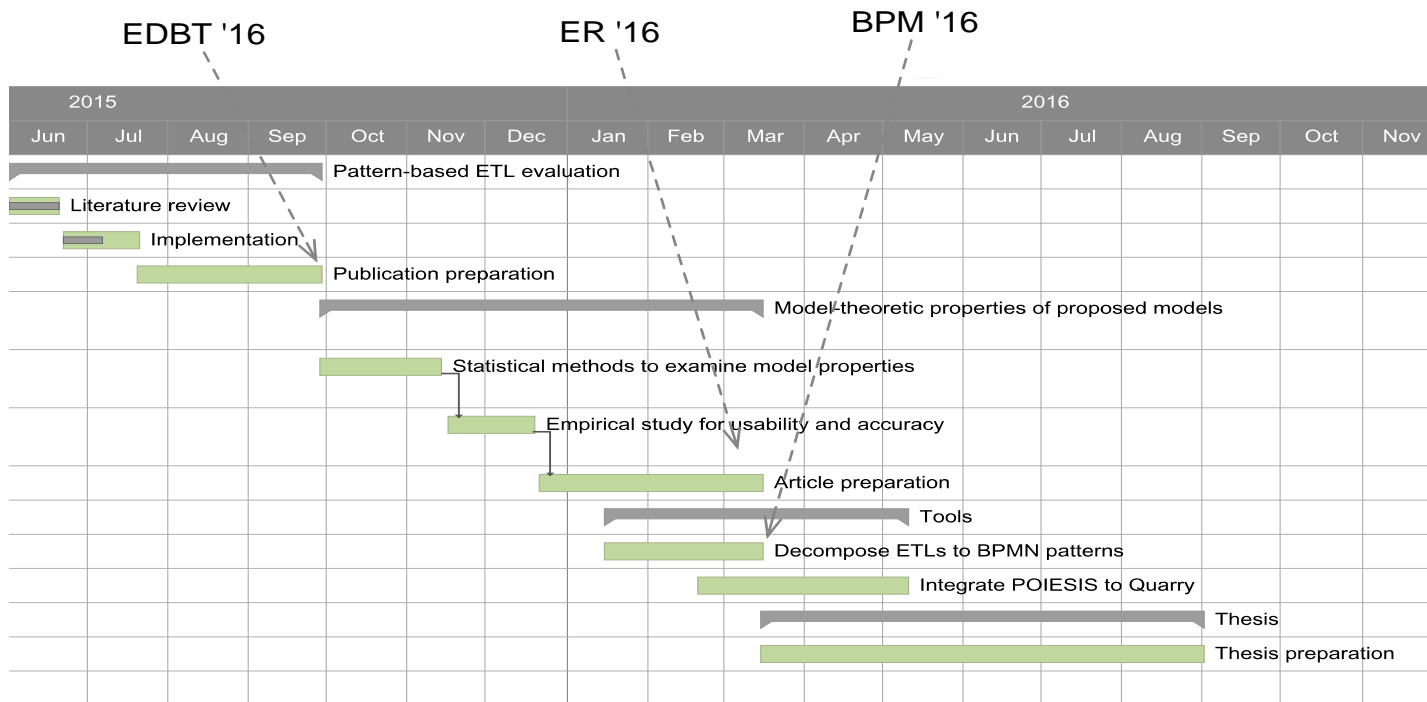 EDBT '16
ER '16
BPM '16
2015
2016
Jun Jul Aug Sep Oct Nov Dec Jan Feb Mar Apr May Jun Jul Aug Sep Oct Nov
Pattern-based ETL evaluation
Literature review
Implementation
Publication preparation
Model-theoretic properties of proposed models
Statistical methods to examine model properties
Empirical study for usability and accuracy
Article preparation
Tools
Decompose ETLs to BPMN patterns
Integrate POIESIS to Quarry
Thesis
Thesis preparation